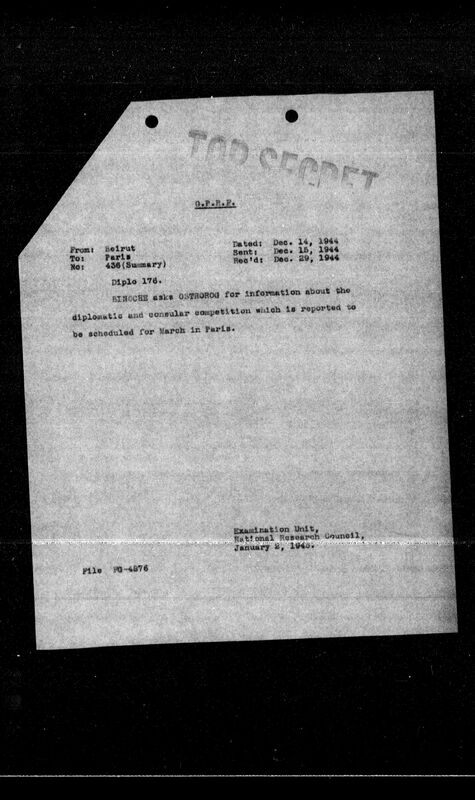 TOP SECRET
G.P.R.F.
From: Beirut
To: Paris
No: 436(Summary)
Dated: Dec. 14, 1944
Sent: Dec. 15, 1944
Rec'd: Dec. 29, 1944
Diplo 176.
BINOCHE asks OSTROROG for information about the
diplomatic and consular competition which is reported to
be scheduled for March in Paris.
Examination Unit,
National Research Council,
January 2, 1945.
File FG-4876